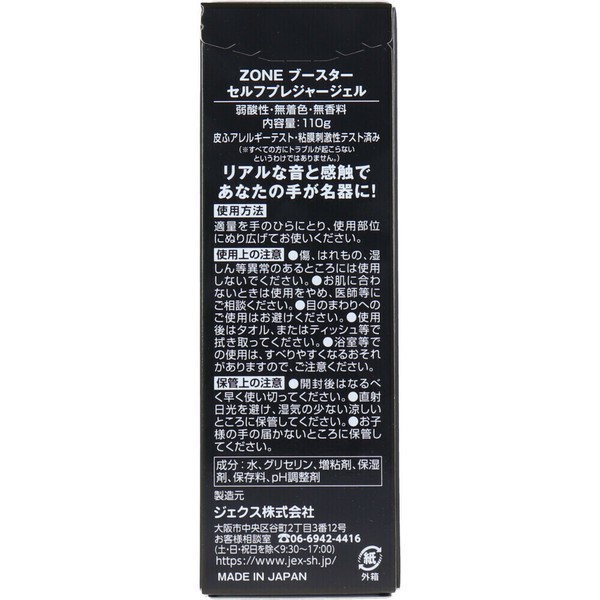 ZONE ブースター
セルフプレジャージェル
弱酸性・無着色・無香料
内容量:110g
皮ふアレルギーテスト・粘膜刺激性テスト済み
(※すべての方にトラブルが起こらない
というわけではありません。)
リアルな音と感触で
あなたの手が名器に!
使用方法
適量を手のひらにとり、使用部位
にぬり広げてお使いください。
使用上の注意 ●傷、はれもの、湿
しん等異常のあるところには使用
しないでください。●お肌に合わ
ないときは使用をやめ、医師等に
ご相談ください。●目のまわりへの
ご使用はお避けください。●使用
後はタオル、またはティッシュ等で
拭き取ってください。●浴室等で
の使用は、すべりやすくなるおそれ
がありますので、ご注意ください。
保管上の注意 ●開封後はなるべ
く早く使い切ってください。●直射
日光を避け、湿気の少ない涼しい
ところに保管してください。●お子
様の手の届かないところに保管し
てください。
成分:水、グリセリン、増粘剤、保湿
剤、保存料、pH調整剤
製造元
ジェクス株式会社
大阪市中央区谷町2丁目3番12号
お客様相談室 ☎06-6942-4416
(土・日・祝日を除く9:30~17:00)
https://www.jex-sh.jp/
MADE IN JAPAN
紙
外箱